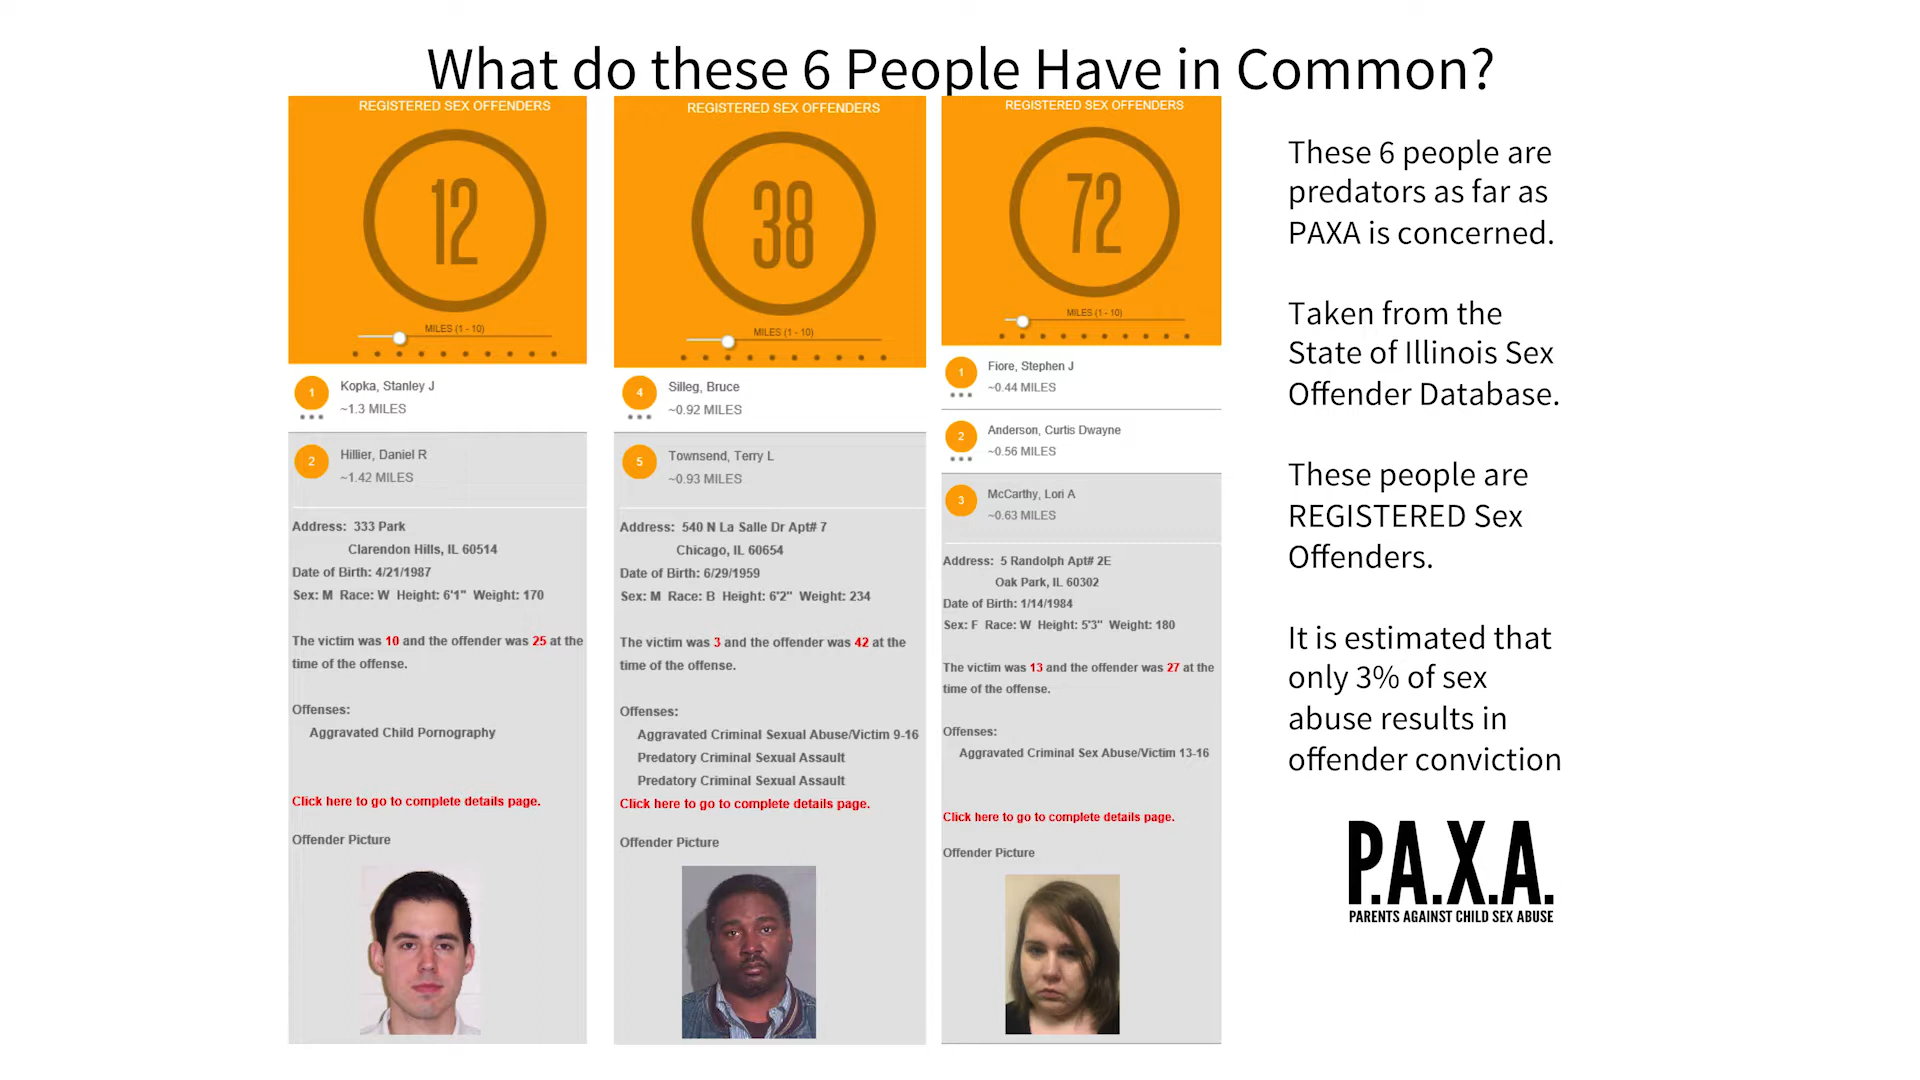 What do these 6 People Have in Common?
REGISTERED SEX OFFENDERS
12
MILES (1 - 10)
1
Kopka, Stanley J
~1.3 MILES
2
Hillier, Daniel R
~1.42 MILES
Address: 333 Park
Clarendon Hills, IL 60514
Date of Birth: 4/21/1987
Sex: M Race: W Height: 6'1" Weight: 170
The victim was 10 and the offender was 25 at the
time of the offense.
Offenses:
Aggravated Child Pornography
Click here to go to complete details page.
Offender Picture
REGISTERED SEX OFFENDERS
38
MILES (1 - 10)
4
Silleg, Bruce
~0.92 MILES
5
Townsend, Terry L
~0.93 MILES
Address: 540 N La Salle Dr Apt# 7
Chicago, IL 60654
Date of Birth: 6/29/1959
Sex: M Race: B Height: 6'2" Weight: 234
The victim was 3 and the offender was 42 at the
time of the offense.
Offenses:
Aggravated Criminal Sexual Abuse/Victim 9-16
Predatory Criminal Sexual Assault
Predatory Criminal Sexual Assault
Click here to go to complete details page.
Offender Picture
REGISTERED SEX OFFENDERS
72
MILES (1 - 10)
1
Fiore, Stephen J
~0.44 MILES
2
Anderson, Curtis Dwayne
~0.56 MILES
3
McCarthy, Lori A
~0.63 MILES
Address: 5 Randolph Apt# 2E
Oak Park, IL 60302
Date of Birth: 1/14/1984
Sex: F Race: W Height: 5'3" Weight: 180
The victim was 13 and the offender was 27 at the
time of the offense.
Offenses:
Aggravated Criminal Sex Abuse/Victim 13-16
Click here to go to complete details page.
Offender Picture
These 6 people are
predators as far as
PAXA is concerned.
Taken from the
State of Illinois Sex
Offender Database.
These people are
REGISTERED Sex
Offenders.
It is estimated that
only 3% of sex
abuse results in
offender conviction
P.A.X.A.
PARENTS AGAINST CHILD SEX ABUSE